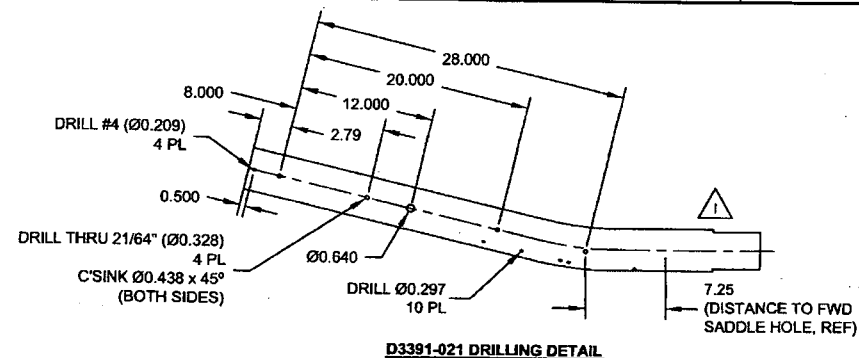 28.000
20.000
8.000
12.000
DRILL #4 (Ø0.209)
4 PL
2.79
0.500
1
DRILL THRU 21/64" (Ø0.328)
4 PL
C'SINK Ø0.438 x 45º
(BOTH SIDES)
Ø0.640
DRILL Ø0.297
10 PL
7.25
(DISTANCE TO FWD
SADDLE HOLE, REF)
D3391-021 DRILLING DETAIL